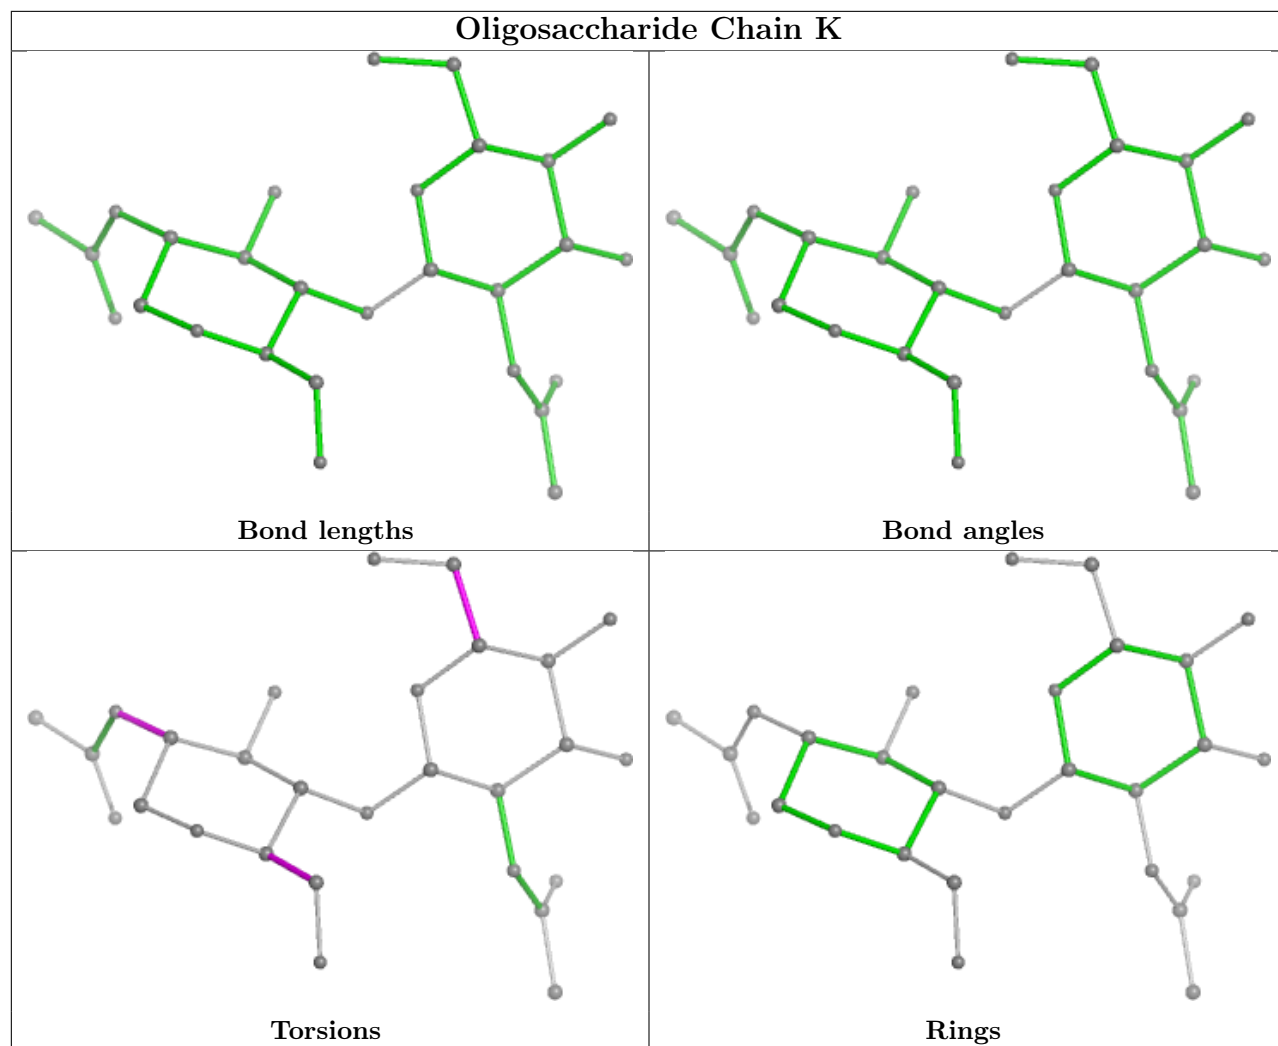 Oligosaccharide Chain K
Bond lengths
Bond angles
Torsions
Rings